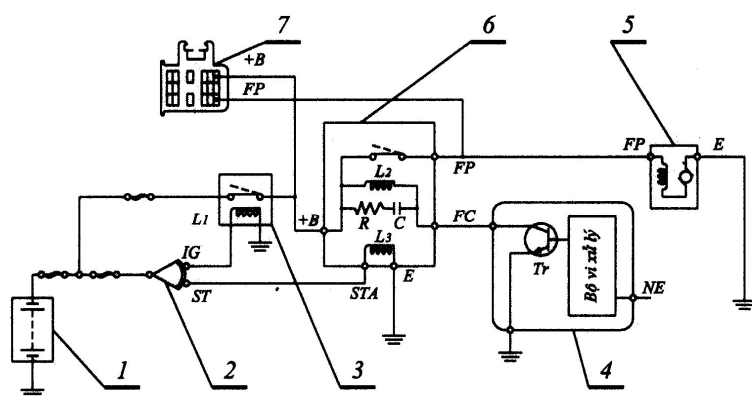 7
6
5
+B
FP
FP
E
FP
L2
L1
+B
R
C
FC
L3
IG
Tr
Bộ vi xử lý
ST
STA
E
NE
1
2
3
4